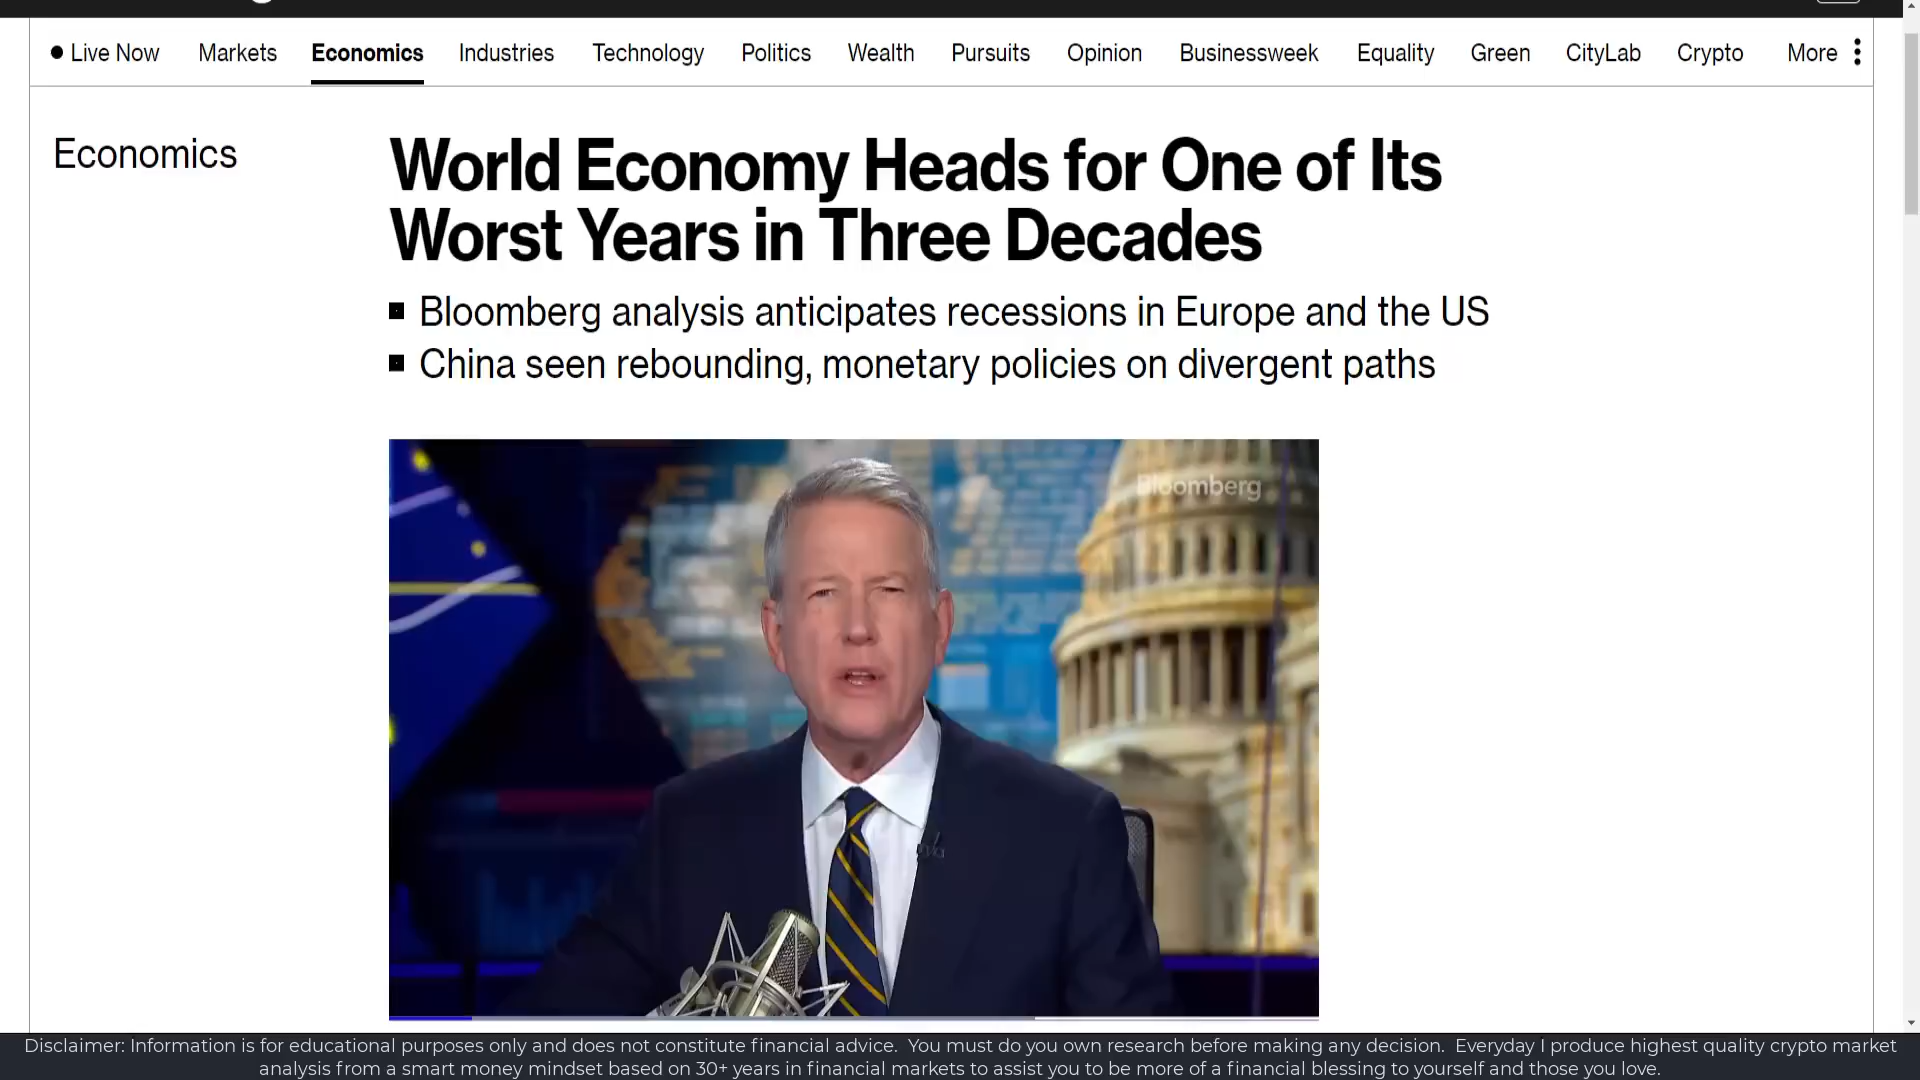 Live Now Markets Economics Industries Technology Politics Wealth Pursuits Opinion Businessweek Equality Green CityLab Crypto More
Economics
World Economy Heads for One of Its
Worst Years in Three Decades
Bloomberg analysis anticipates recessions in Europe and the US
China seen rebounding, monetary policies on divergent paths
Bloomberg
Disclaimer: Information is for educational purposes only and does not constitute financial advice. You must do you own research before making any decision. Everyday I produce highest quality crypto market
analysis from a smart money mindset based on 30+ years in financial markets to assist you to be more of a financial blessing to yourself and those you love.